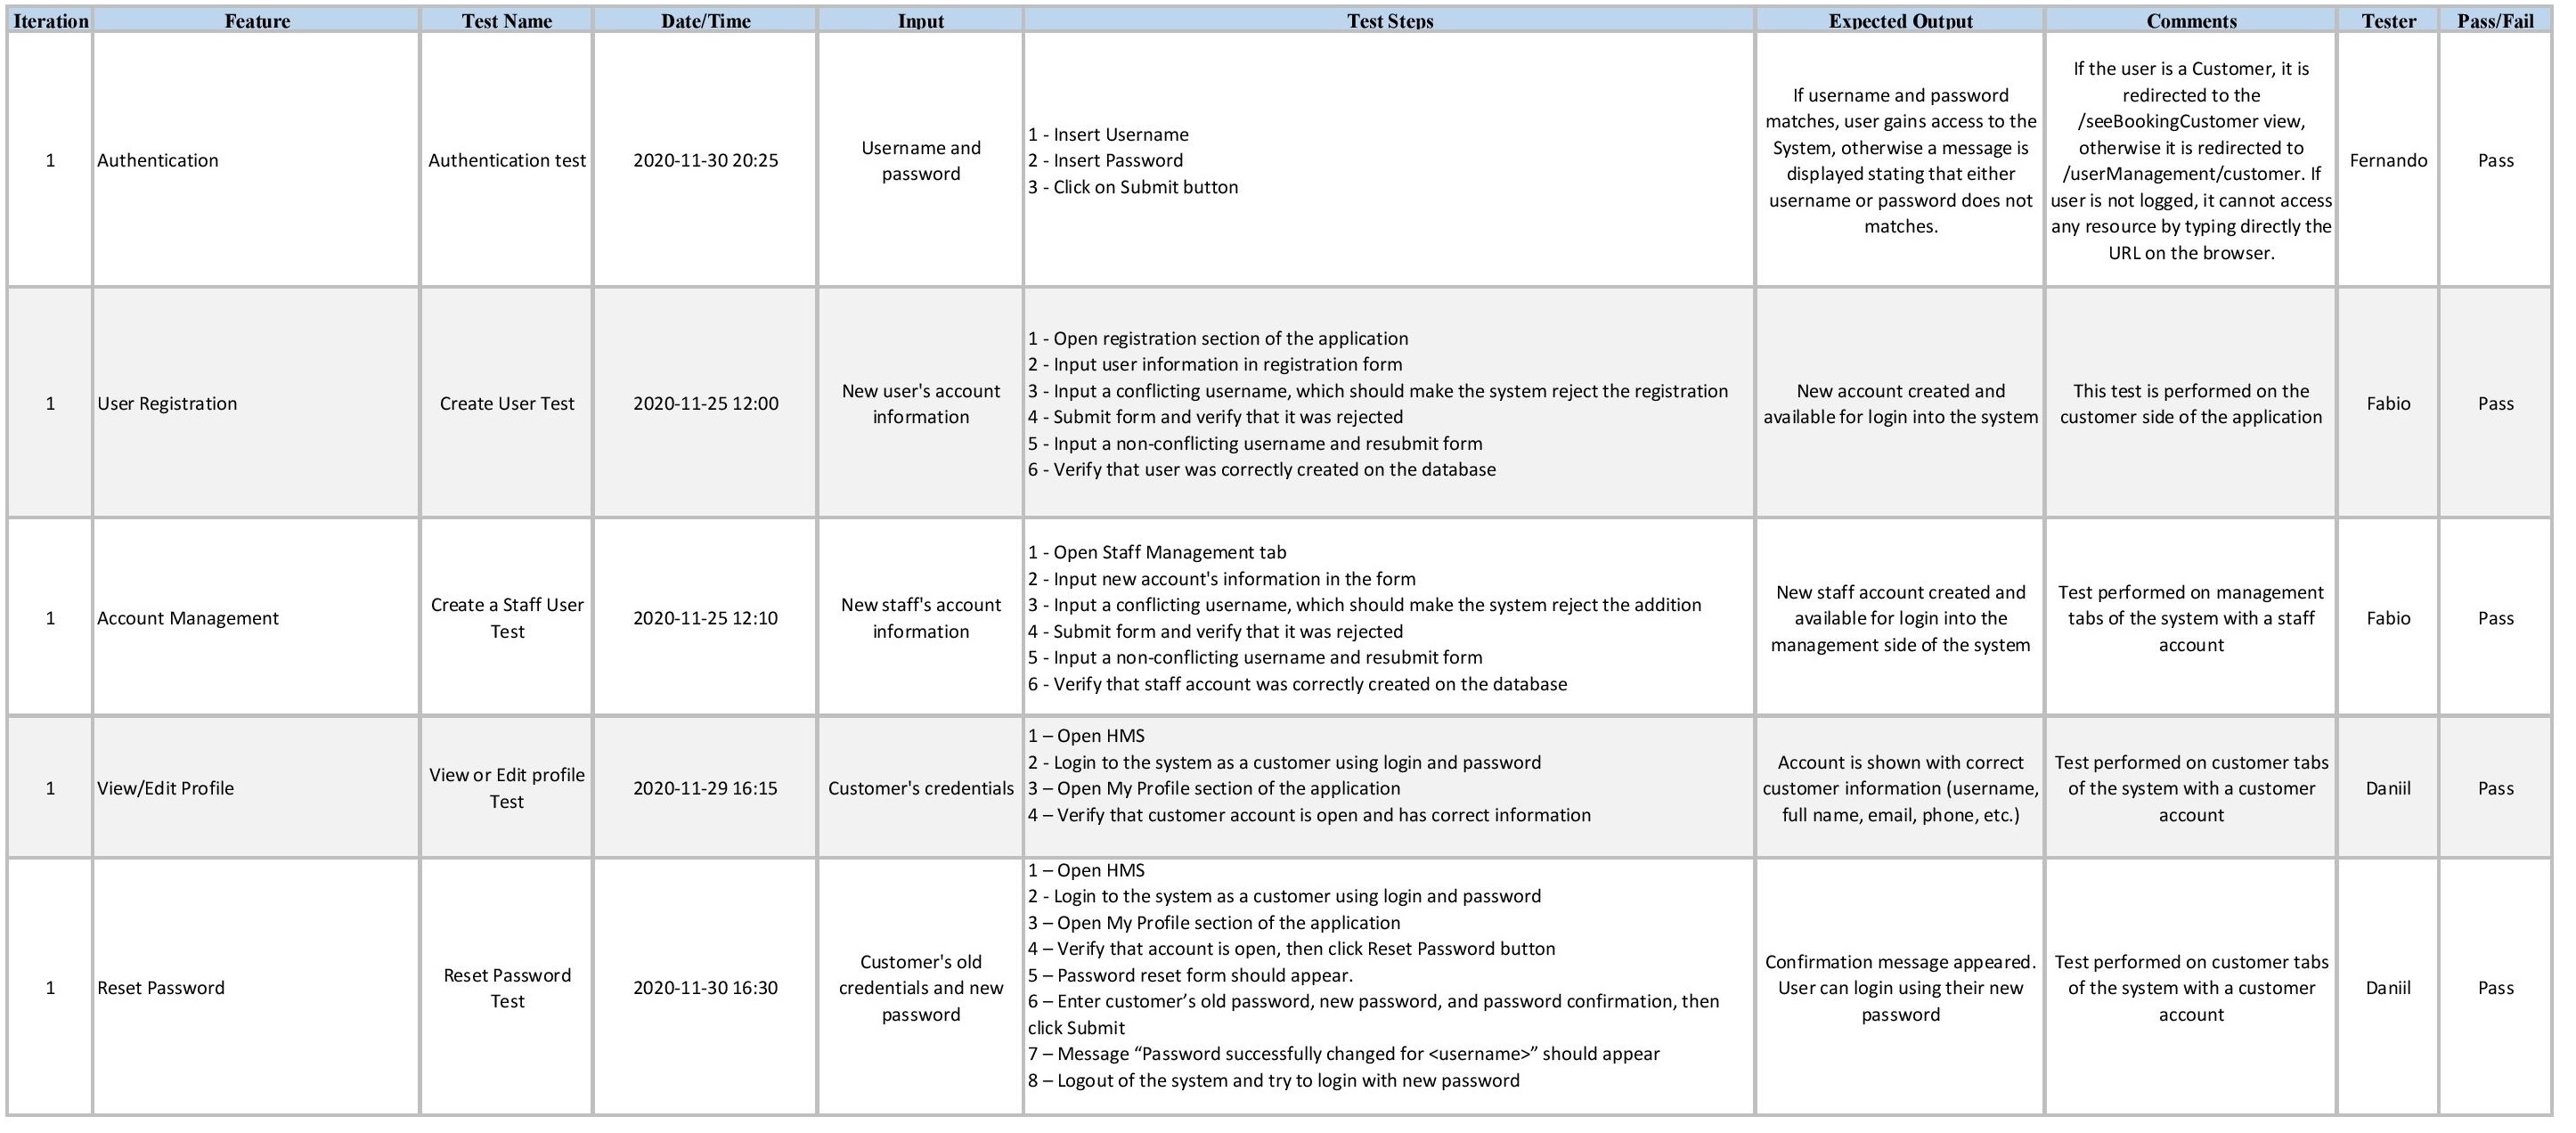 Iteration Feature Test Name Date/Time Input Test Steps Expected Output Comments Tester Pass/Fail
1
Authentication
Authentication test
2020-11-30 20:25
Username and
password
1 - Insert Username
2 - Insert Password
3 - Click on Submit button
If username and password
matches, user gains access to the
System, otherwise a message is
displayed stating that either
username or password does not
matches.
If the user is a Customer, it is
redirected to the
/seeBookingCustomer view,
otherwise it is redirected to
/userManagement/customer. If
user is not logged, it cannot access
any resource by typing directly the
URL on the browser.
Fernando
Pass
1
User Registration
Create User Test
2020-11-25 12:00
New user's account
information
1 - Open registration section of the application
2 - Input user information in registration form
3 - Input a conflicting username, which should make the system reject the registration
4 - Submit form and verify that it was rejected
5 - Input a non-conflicting username and resubmit form
6 - Verify that user was correctly created on the database
New account created and
available for login into the system
This test is performed on the
customer side of the application
Fabio
Pass
1
Account Management
Create a Staff User
Test
2020-11-25 12:10
New staff's account
information
1 - Open Staff Management tab
2 - Input new account's information in the form
3 - Input a conflicting username, which should make the system reject the addition
4 - Submit form and verify that it was rejected
5 - Input a non-conflicting username and resubmit form
6 - Verify that staff account was correctly created on the database
New staff account created and
available for login into the
management side of the system
Test performed on management
tabs of the system with a staff
account
Fabio
Pass
1
View/Edit Profile
View or Edit profile
Test
2020-11-29 16:15
Customer's credentials
1 – Open HMS
2 - Login to the system as a customer using login and password
3 – Open My Profile section of the application
4 – Verify that customer account is open and has correct information
Account is shown with correct
customer information (username,
full name, email, phone, etc.)
Test performed on customer tabs
of the system with a customer
account
Daniil
Pass
1
Reset Password
Reset Password
Test
2020-11-30 16:30
Customer's old
credentials and new
password
1 – Open HMS
2 - Login to the system as a customer using login and password
3 – Open My Profile section of the application
4 – Verify that account is open, then click Reset Password button
5 – Password reset form should appear.
6 – Enter customer’s old password, new password, and password confirmation, then
click Submit
7 – Message “Password successfully changed for <username>” should appear
8 – Logout of the system and try to login with new password
Confirmation message appeared.
User can login using their new
password
Test performed on customer tabs
of the system with a customer
account
Daniil
Pass